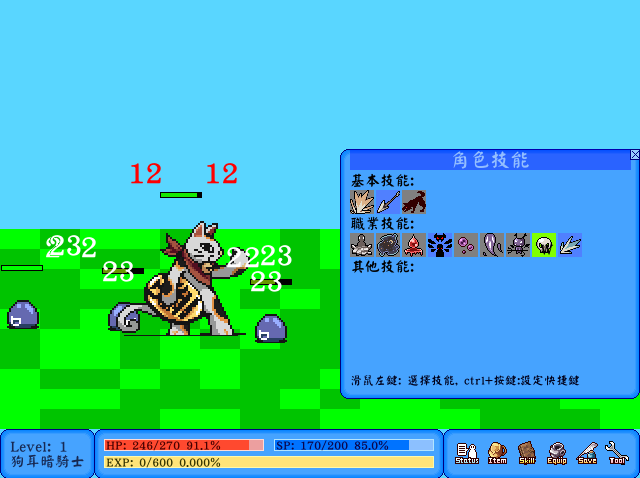 12 12
角色技能
基本技能:
職業技能:
23 2
22 23
23
23
其他技能:
滑鼠左鍵: 選擇技能, ctrl+按鍵:設定快捷鍵
Level: 1
狗耳暗騎士
HP: 246/270 91.1%
SP: 170/200 85.0%
EXP: 0/600 0.000%
Status Item Skill Equip Save Tool